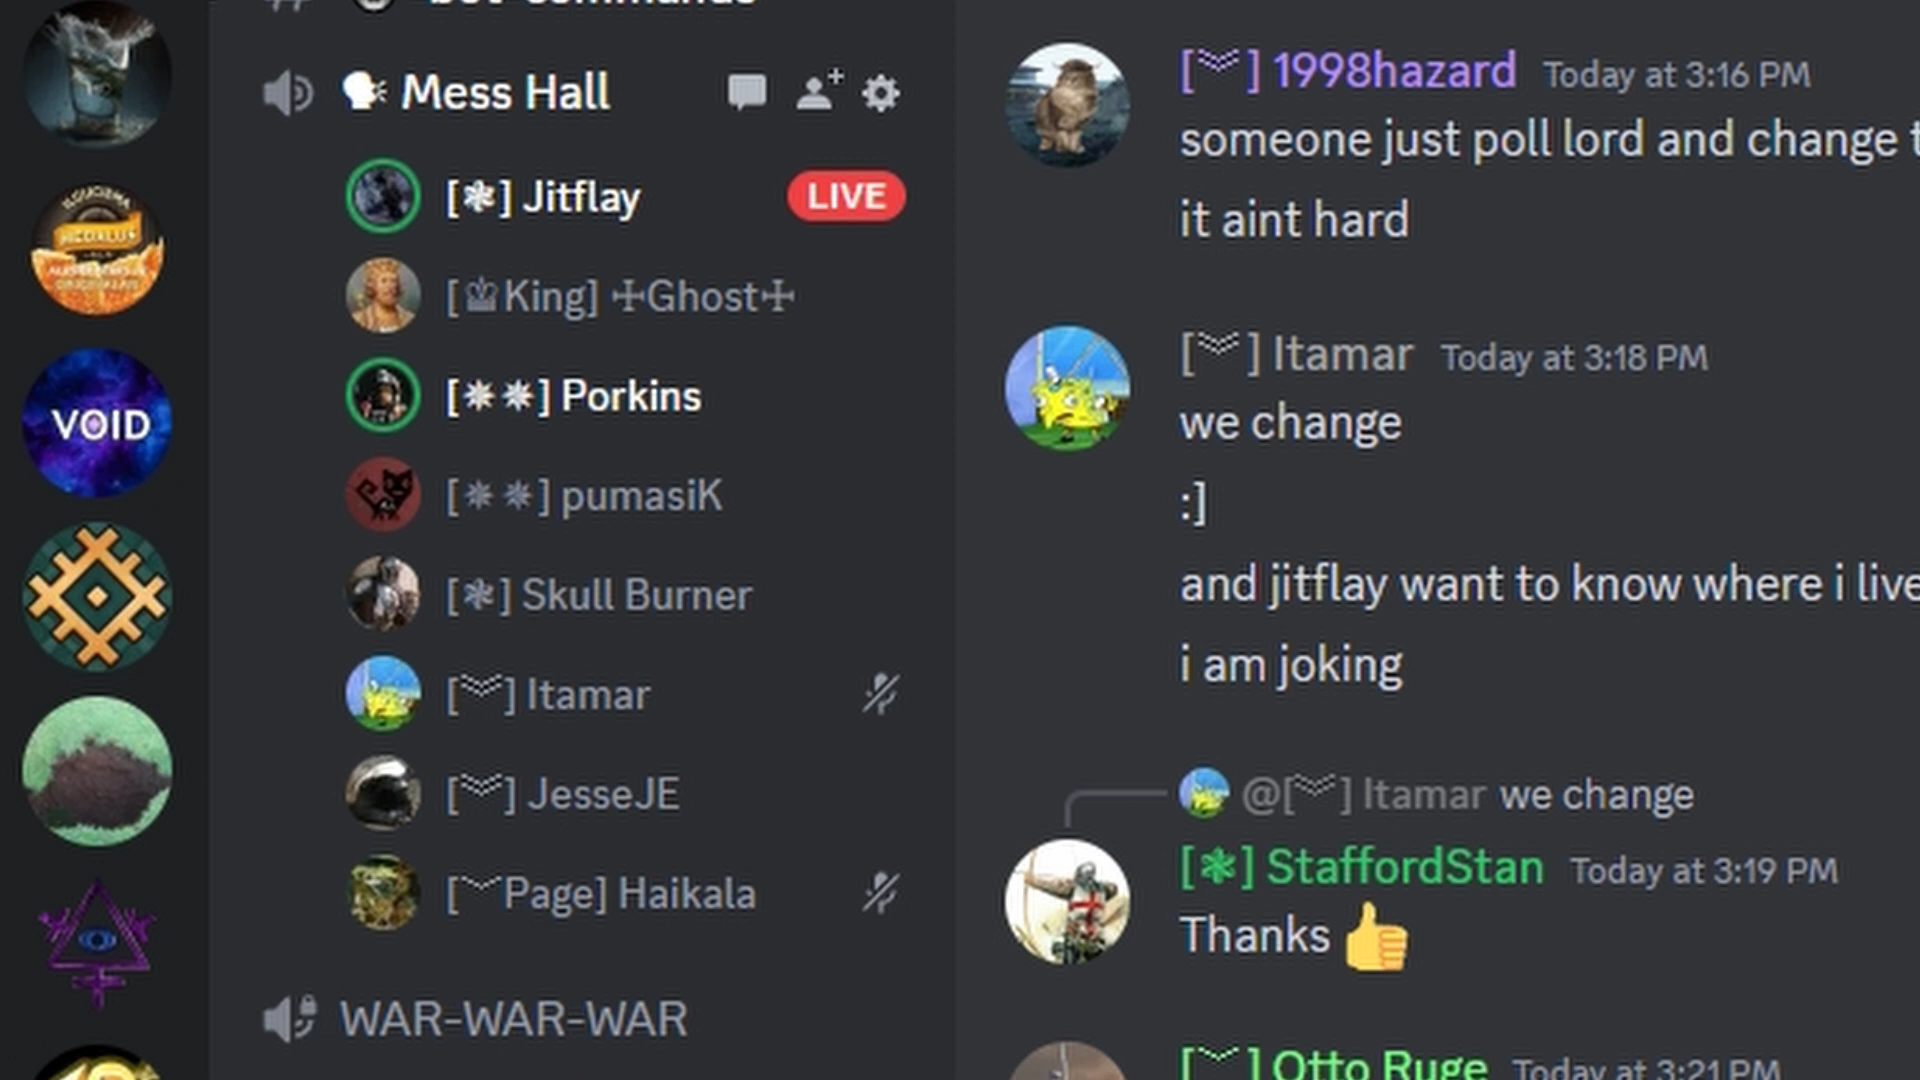 bot-commands
Mess Hall
[❃] Jitflay
LIVE
[♔King] ☩Ghost☩
[✷✷] Porkins
[✷✷] pumasiK
[❃] Skull Burner
[︾] Itamar
[︾] JesseJE
[﹀Page] Haikala
WAR-WAR-WAR
VOID
[︾] 1998hazard Today at 3:16 PM
someone just poll lord and change t
it aint hard
[︾] Itamar Today at 3:18 PM
we change
:]
and jitflay want to know where i live
i am joking
@[︾] Itamar we change
[❃] StaffordStan Today at 3:19 PM
Thanks 👍
[﹀] Otto Ruge Today at 3:21 PM